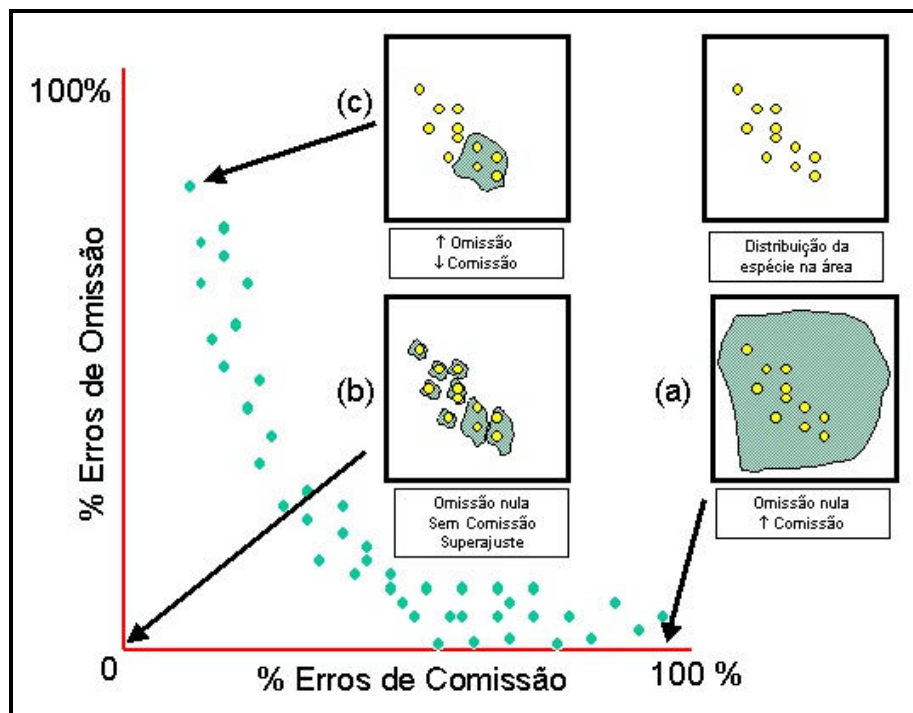 100%
(c)
↑ Omissão
↓ Comissão
Distribuição da
espécie na área
% Erros de Omissão
(b)
(a)
Omissão nula
Sem Comissão
Superajuste
Omissão nula
↑ Comissão
0
% Erros de Comissão
100 %